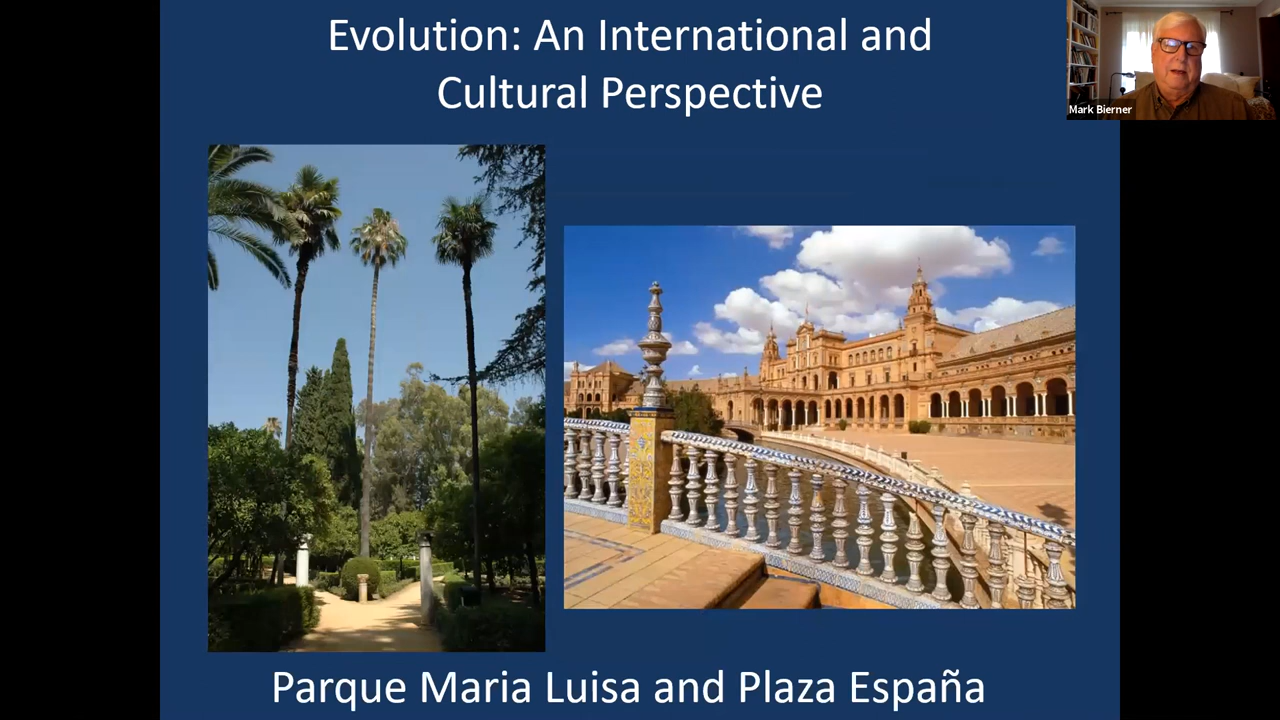 Evolution: An International and
Cultural Perspective
Mark Bierner
Parque Maria Luisa and Plaza España